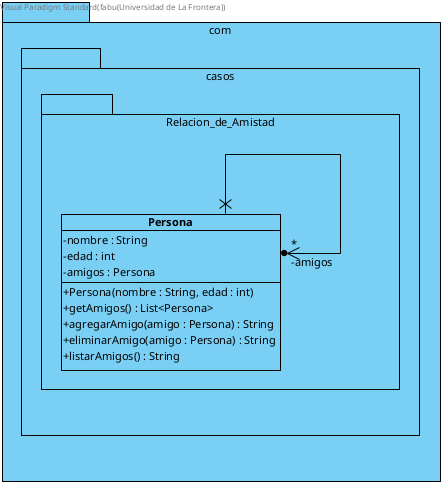 Visual Paradigm Standard(fabu(Universidad de La Frontera))
com
casos
Relacion_de_Amistad
Persona
-nombre : String
-edad : int
-amigos : Persona
*
-amigos
+Persona(nombre : String, edad : int)
+getAmigos() : List<Persona>
+agregarAmigo(amigo : Persona) : String
+eliminarAmigo(amigo : Persona) : String
+listarAmigos() : String